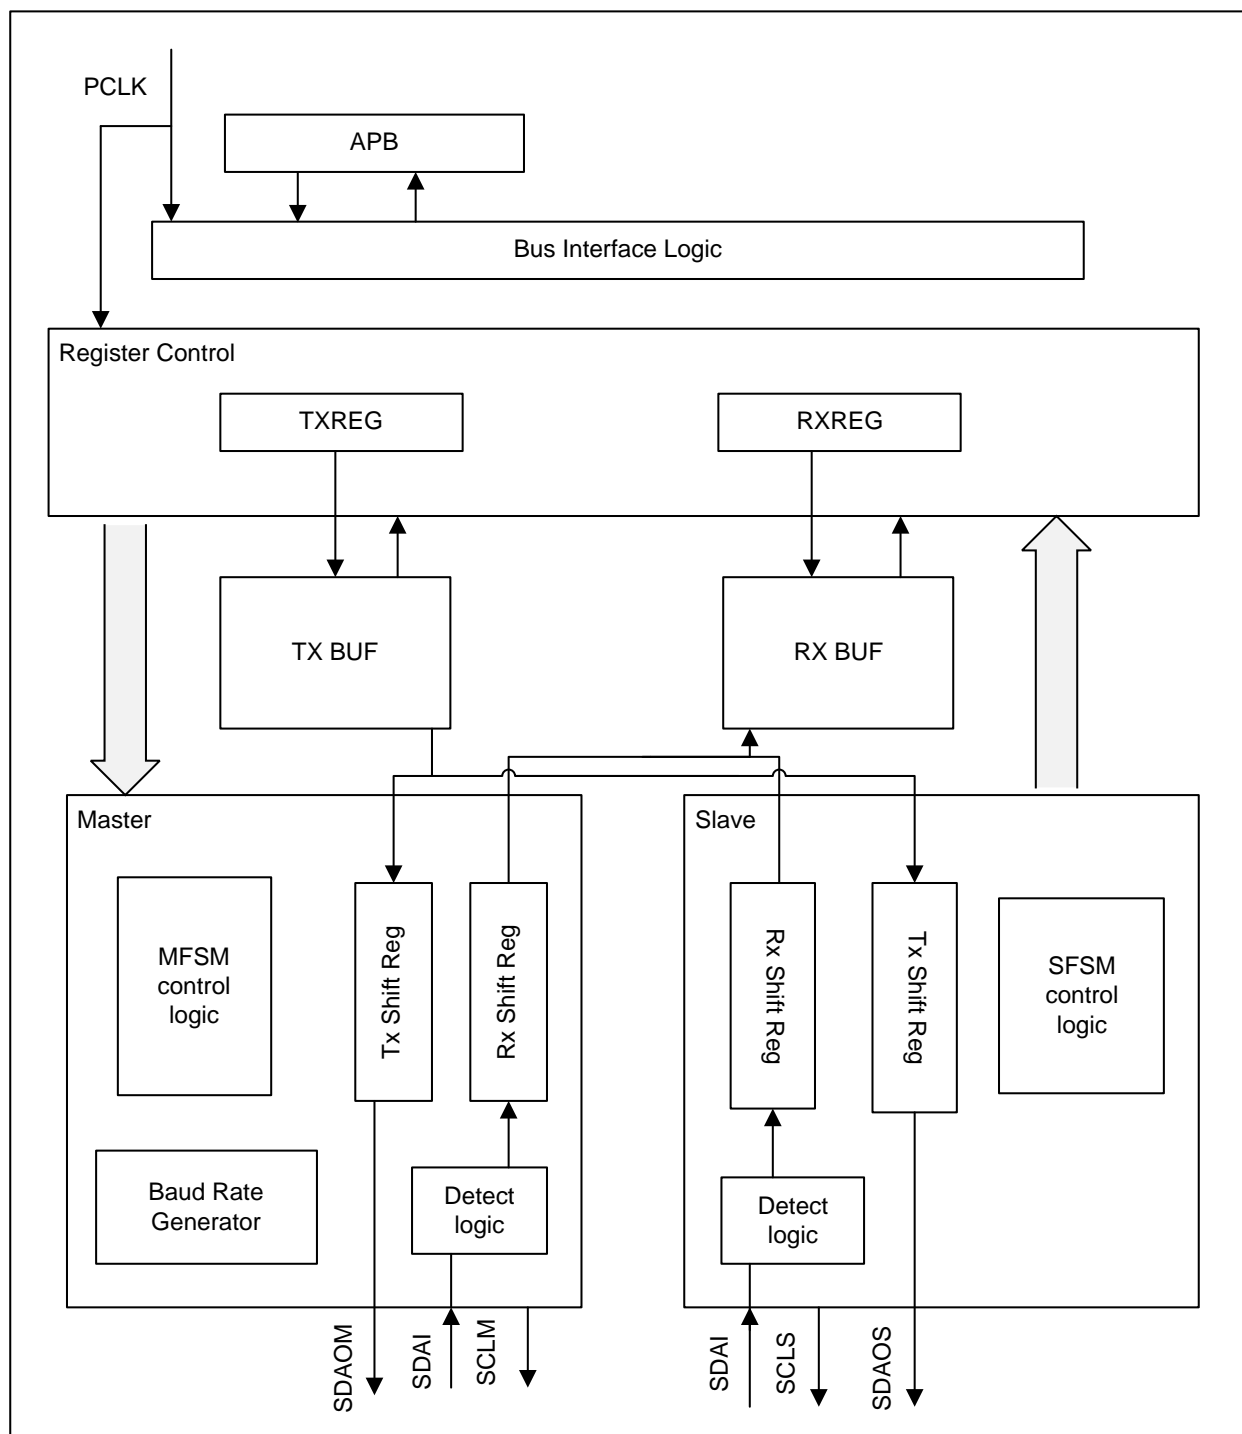 PCLK
APB
Bus Interface Logic
Register Control
TXREG
RXREG
TX BUF
RX BUF
Master
Slave
MFSM
control
logic
Tx Shift Reg
Rx Shift Reg
Rx Shift Reg
Tx Shift Reg
SFSM
control
logic
Baud Rate
Generator
Detect
logic
Detect
logic
SDAOM
SDAI
SCLM
SDAI
SCLS
SDAOS